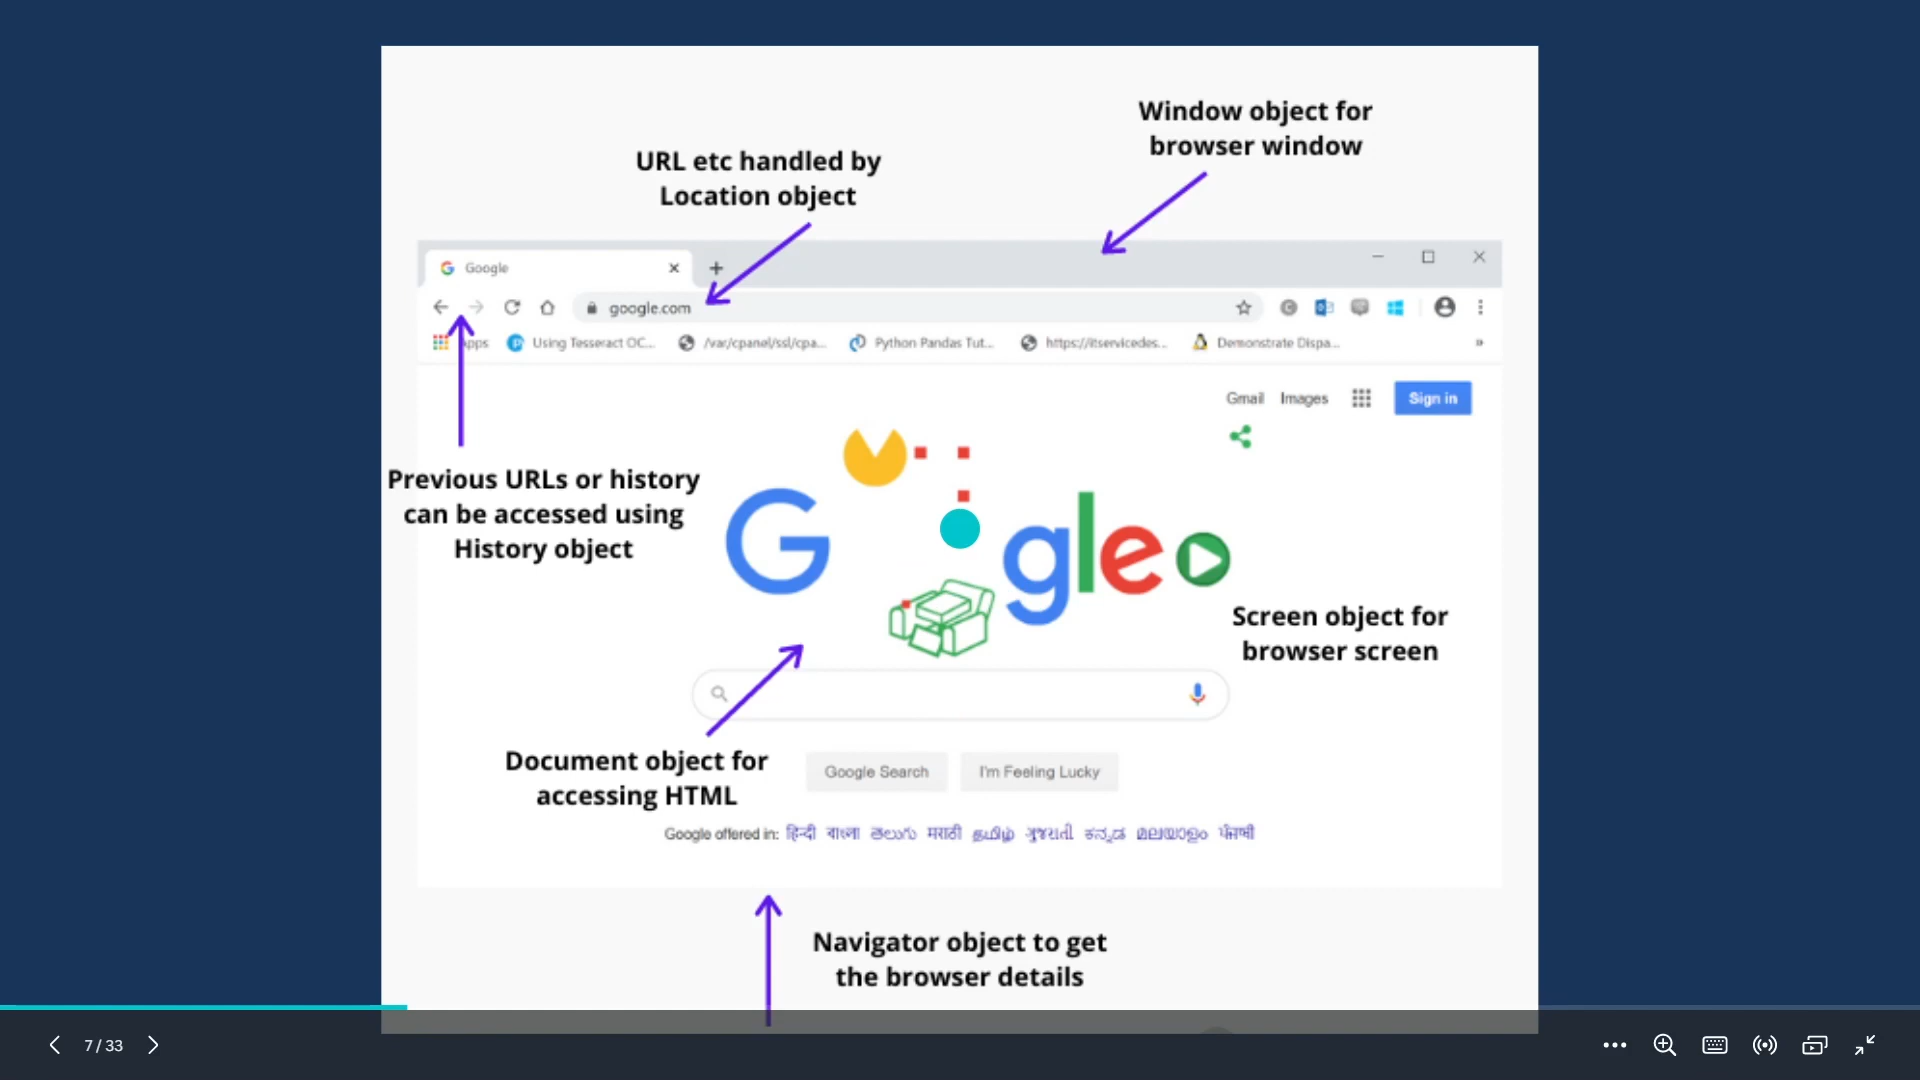 Window object for
browser window
URL etc handled by
Location object
Google
google.com
Apps Using Tesseract OC... /var/cpanel/ssl/cpa... Python Pandas Tut... https://itservicedes... Demonstrate Dispa... »
Gmail Images Sign in
Previous URLs or history
can be accessed using
History object
G gle
Screen object for
browser screen
Document object for
accessing HTML
Google Search I'm Feeling Lucky
Google offered in: हिन्दी বাংলা తెలుగు मराठी தமிழ் ગુજરાતી ಕನ್ನಡ മലയാളം ਪੰਜਾਬੀ
Navigator object to get
the browser details
7 / 33